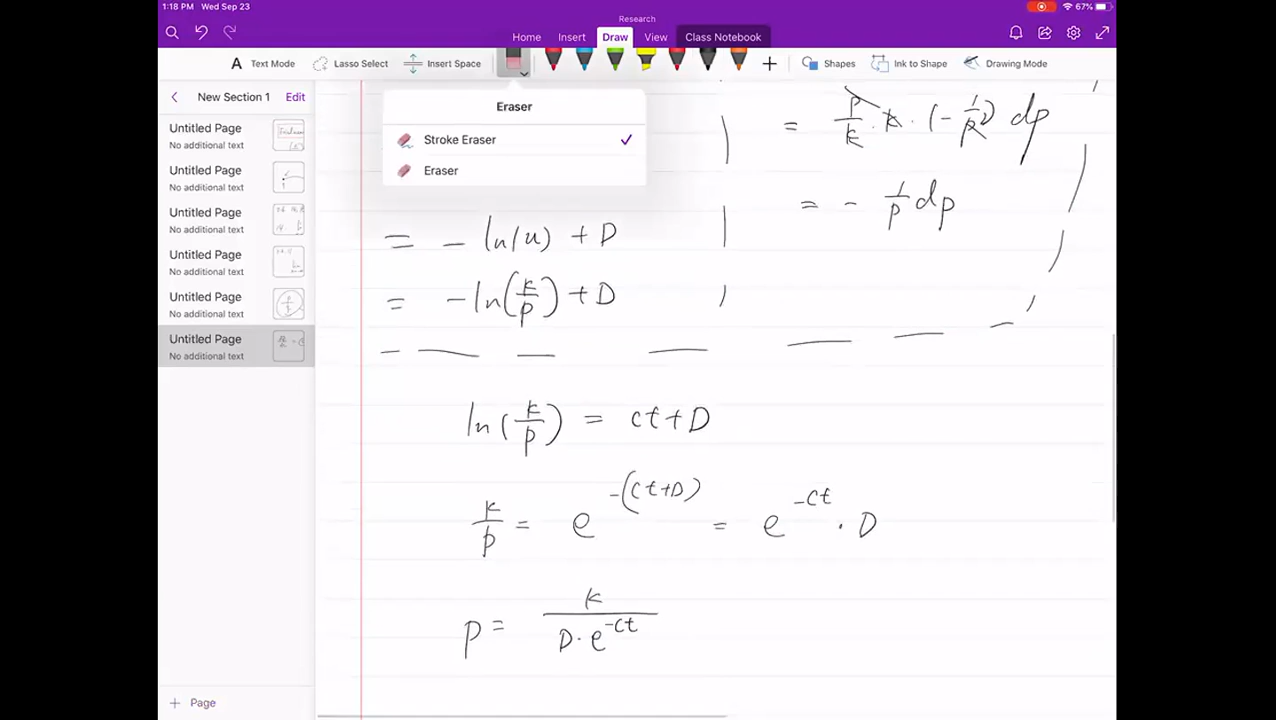 1:18 PM Wed Sep 23
67%
Research
Home Insert Draw View Class Notebook
A Text Mode Lasso Select Insert Space Shapes Ink to Shape Drawing Mode
New Section 1 Edit
Untitled Page
No additional text
Untitled Page
No additional text
Untitled Page
No additional text
Untitled Page
No additional text
Untitled Page
No additional text
Untitled Page
No additional text
Page
Eraser
Stroke Eraser
Eraser
= p/k · k · (- 1/p²) dp
= - 1/p dp
= - ln(u) + D
= -ln(k/p) + D
ln(k/p) = ct+D
k/p = e^-(ct+D) = e^-ct · D
p = k/(D·e^-ct)